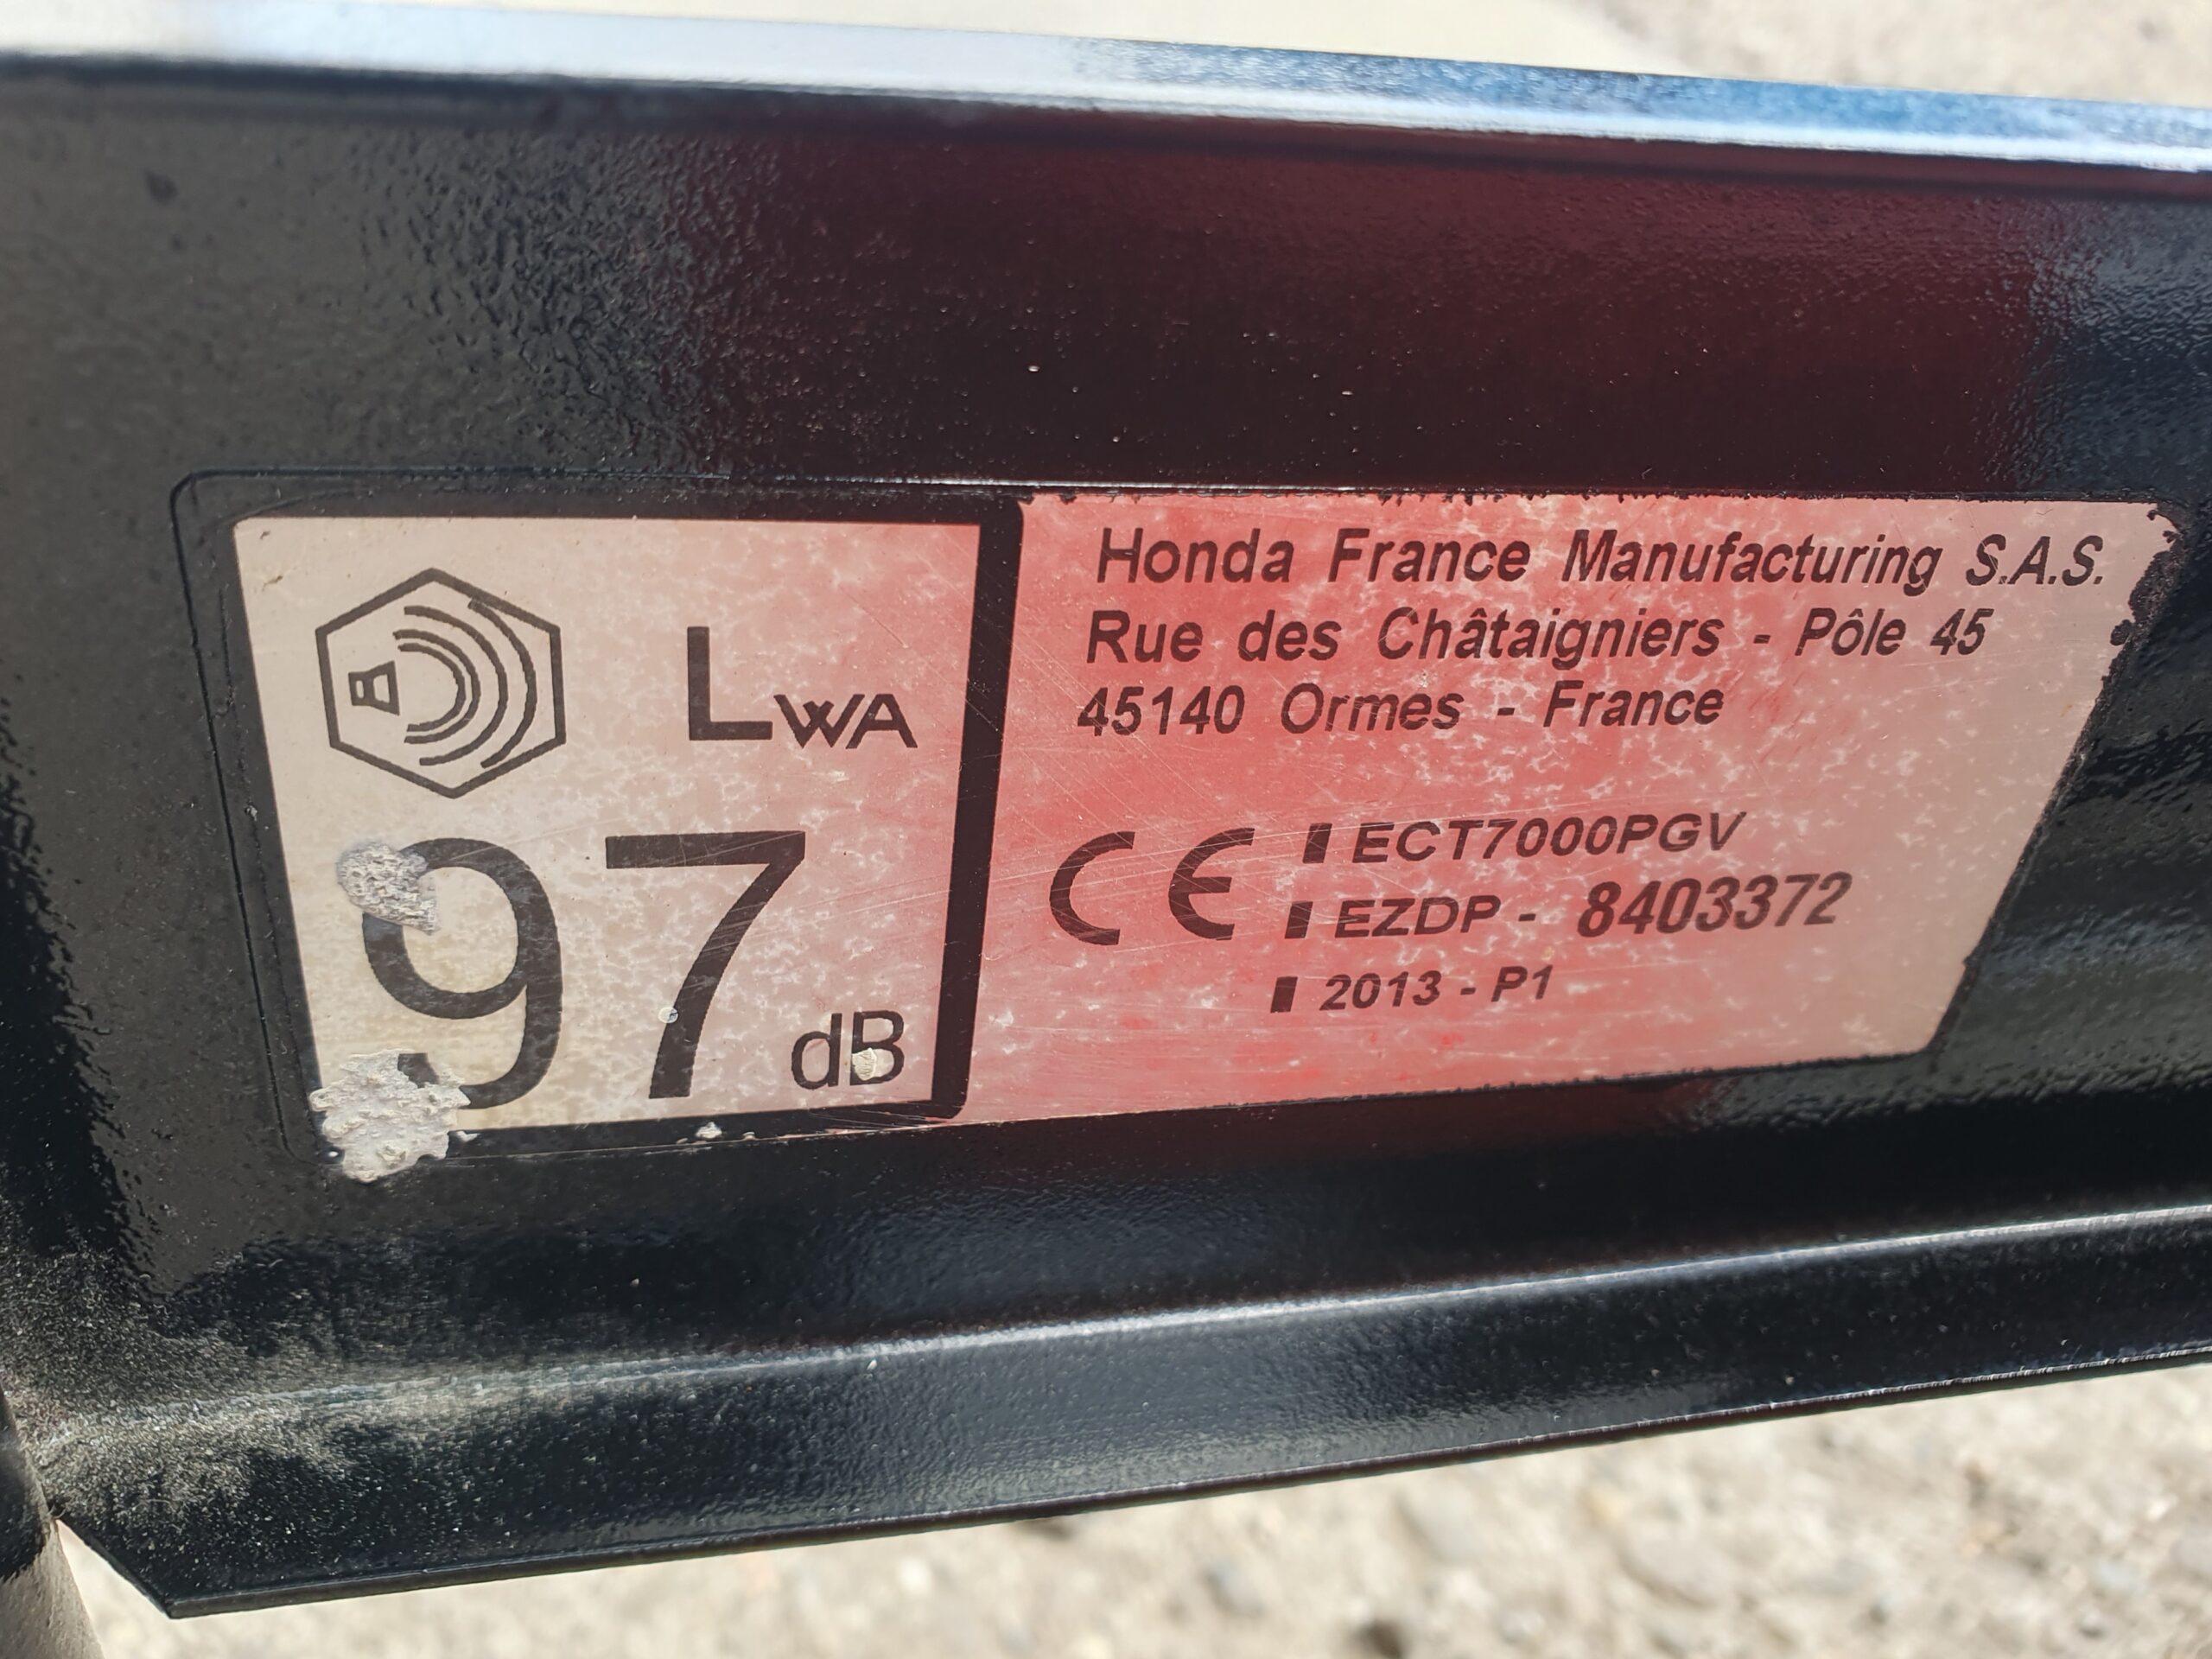 LWA
97
dB
Honda France Manufacturing S.A.S.
Rue des Châtaigniers - Pôle 45
45140 Ormes - France
CE
ECT7000PGV
EZDP - 8403372
2013 - P1